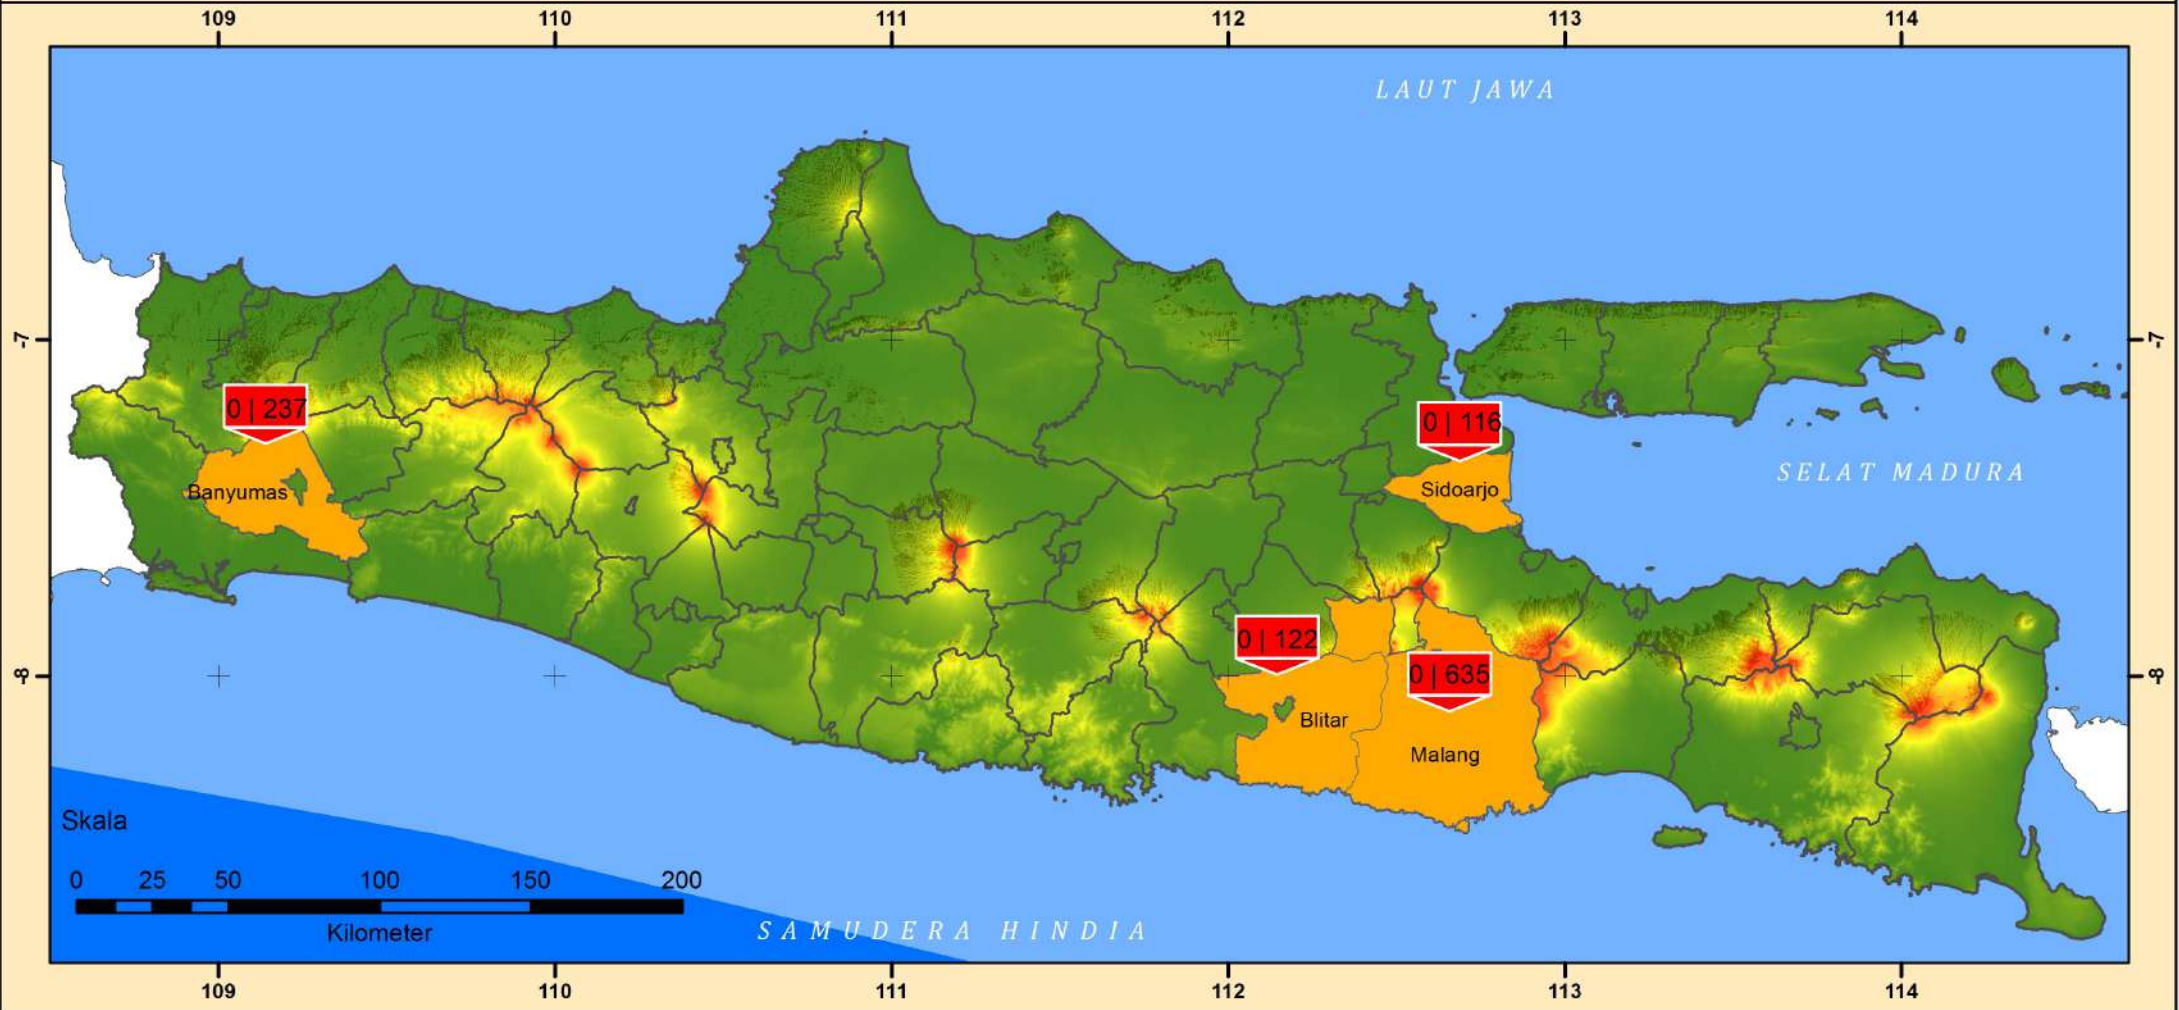 109 110 111 112 113 114
LAUT JAWA
-7 -7
0 | 237
0 | 116
SELAT MADURA
Banyumas
Sidoarjo
0 | 122
0 | 635
-8 -8
Blitar
Malang
Skala
0 25 50 100 150 200
Kilometer
SAMUDERA HINDIA
109 110 111 112 113 114